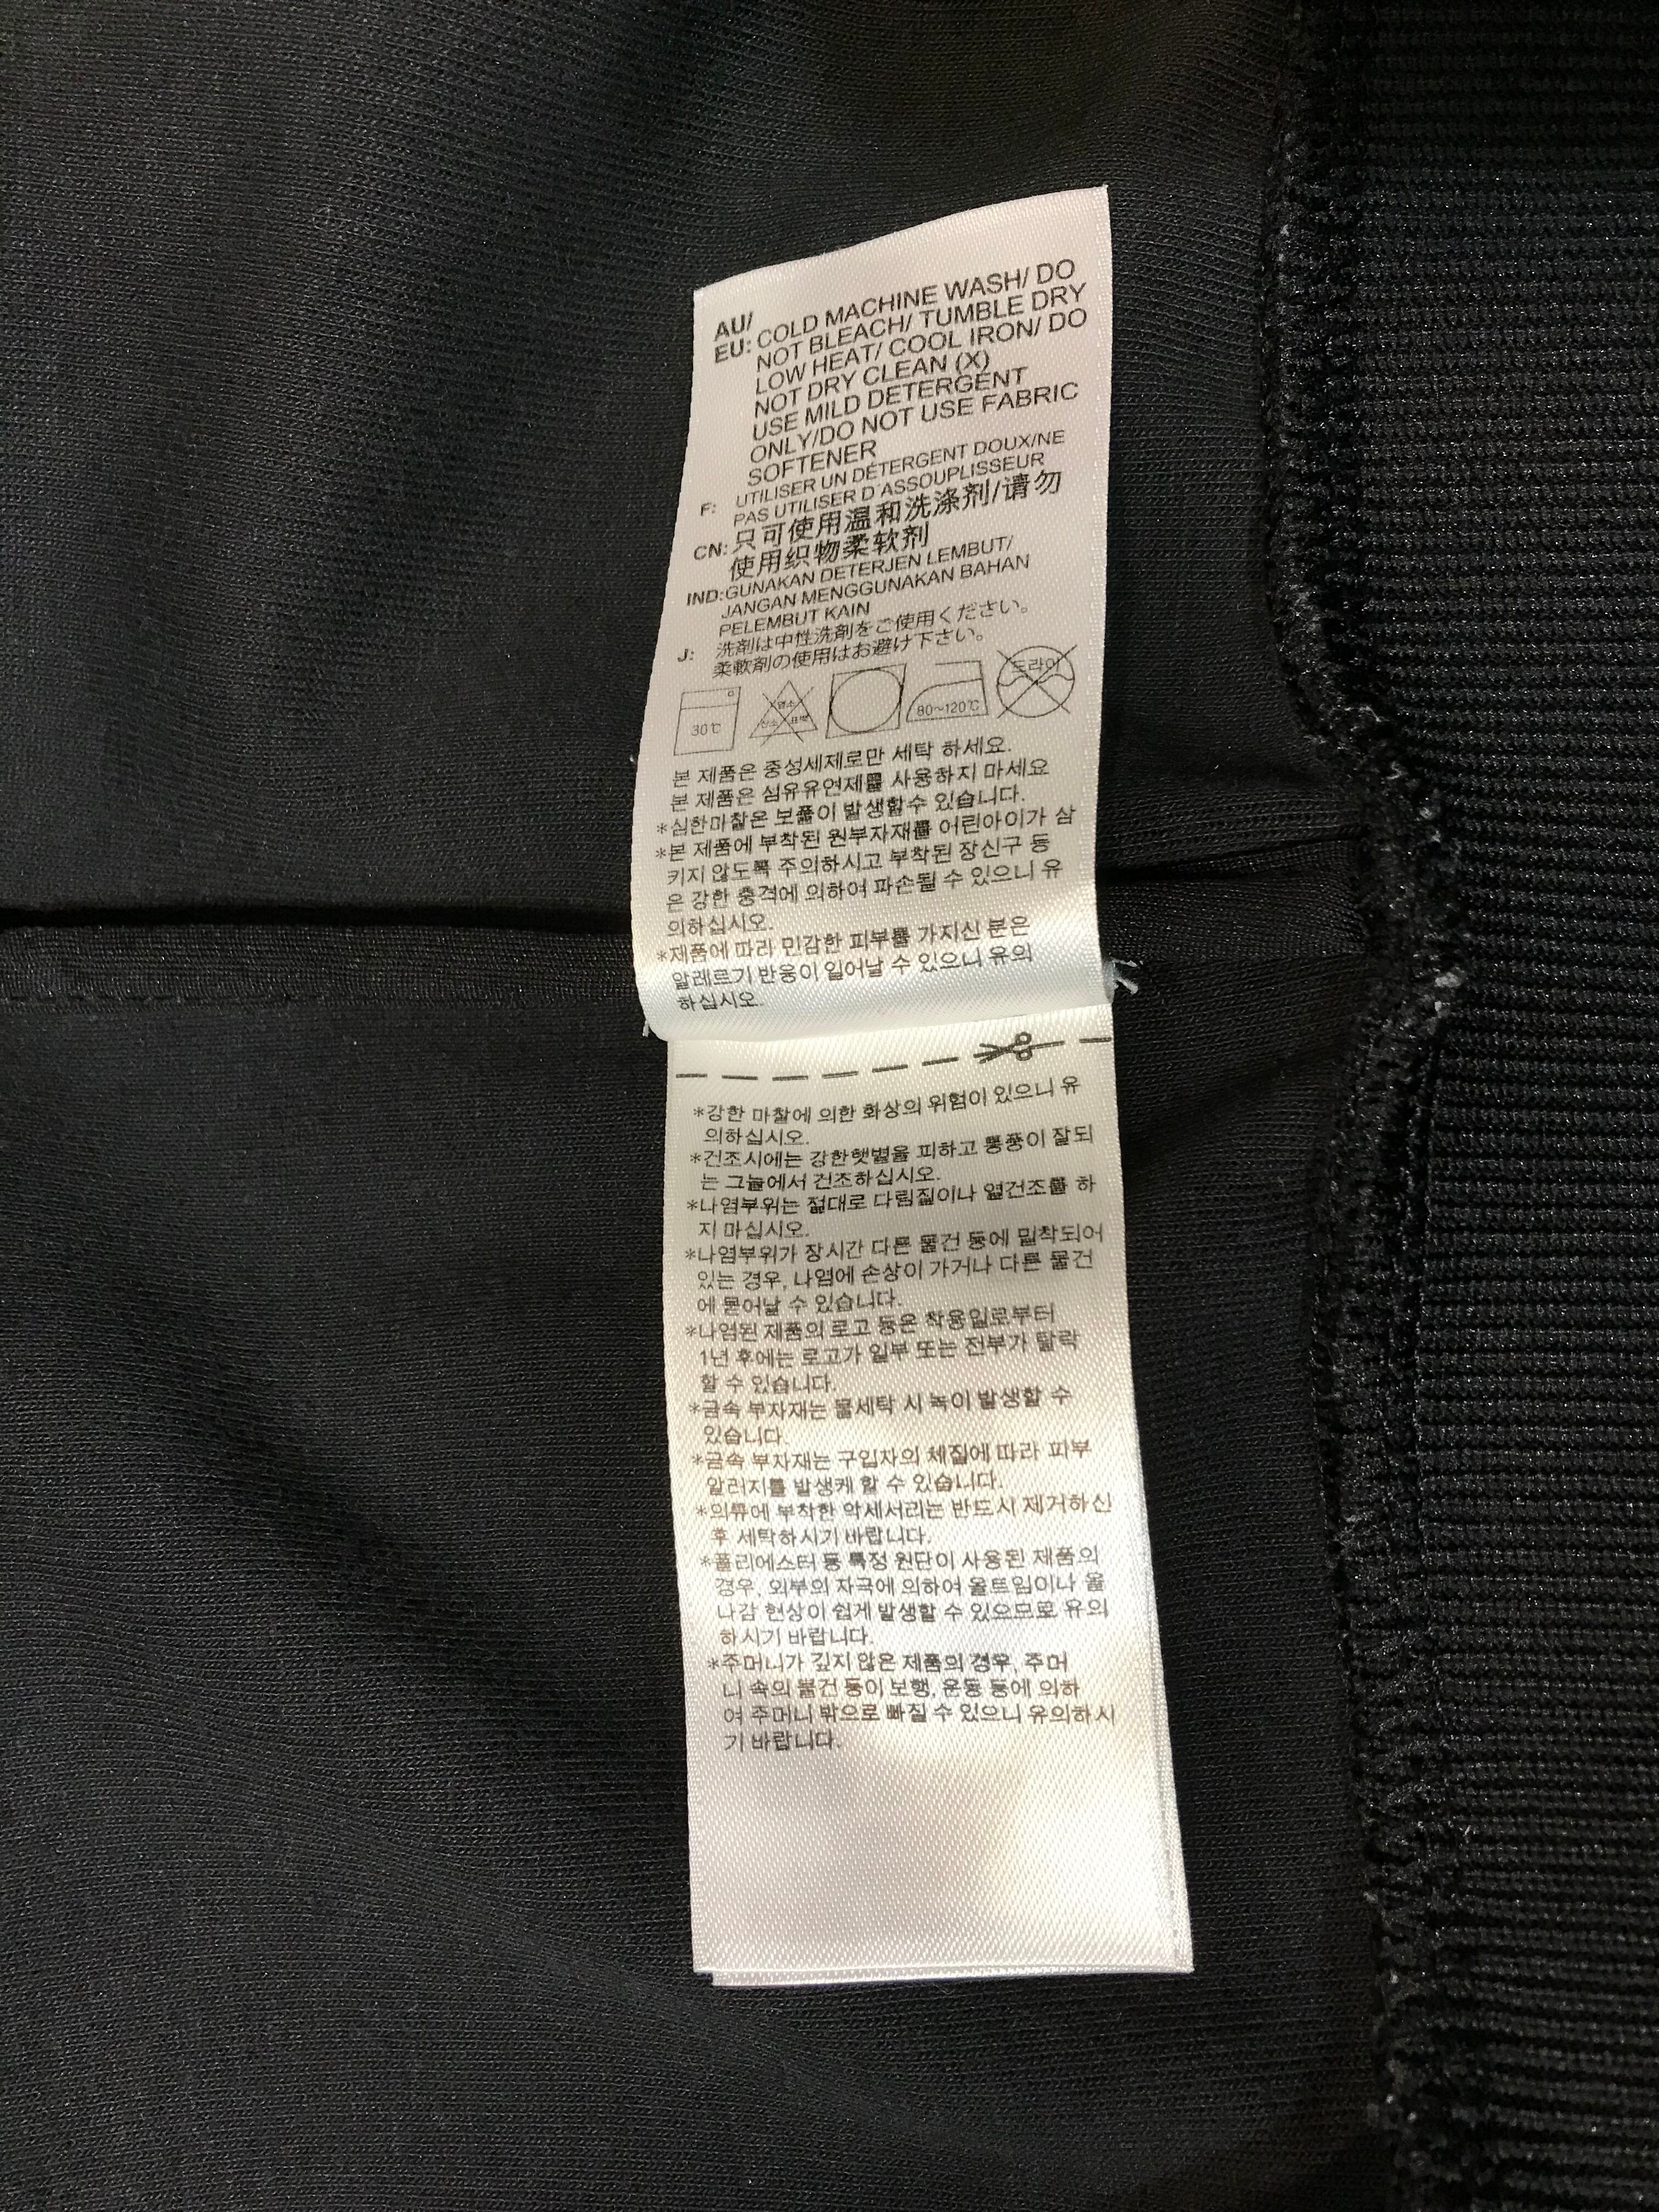 AU/
EU: COLD MACHINE WASH/ DO
NOT BLEACH/ TUMBLE DRY
LOW HEAT/ COOL IRON/ DO
NOT DRY CLEAN (X)
USE MILD DETERGENT
ONLY/DO NOT USE FABRIC
SOFTENER
F: UTILISER UN DÉTERGENT DOUX/NE
PAS UTILISER D´ASSOUPLISSEUR
CN: 只可使用温和洗涤剂/请勿
使用织物柔软剂
IND:GUNAKAN DETERJEN LEMBUT/
JANGAN MENGGUNAKAN BAHAN
PELEMBUT KAIN
J: 洗剤は中性洗剤をご使用ください。
柔軟剤の使用はお避け下さい。
30℃ 염소 산소 표백 80~120℃ 드라이
본 제품은 중성세제로만 세탁 하세요.
본 제품은 섬유유연제를 사용하지 마세요
*심한마찰은 보풀이 발생할수 있습니다.
*본 제품에 부착된 원부자재를 어린아이가 삼
키지 않도록 주의하시고 부착된 장신구 등
은 강한 충격에 의하여 파손될 수 있으니 유
의하십시오.
*제품에 따라 민감한 피부를 가지신 분은
알레르기 반응이 일어날 수 있으니 유의
하십시오.
*강한 마찰에 의한 화상의 위험이 있으니 유
의하십시오.
*건조시에는 강한햇볕을 피하고 통풍이 잘되
는 그늘에서 건조하십시오.
*나염부위는 절대로 다림질이나 열건조를 하
지 마십시오.
*나염부위가 장시간 다른 물건 등에 밀착되어
있는 경우, 나염에 손상이 가거나 다른 물건
에 묻어날 수 있습니다.
*나염된 제품의 로고 등은 착용일로부터
1년 후에는 로고가 일부 또는 전부가 탈락
할 수 있습니다.
*금속 부자재는 물세탁 시 녹이 발생할 수
있습니다.
*금속 부자재는 구입자의 체질에 따라 피부
알러지를 발생케 할 수 있습니다.
*의류에 부착한 악세서리는 반드시 제거하신
후 세탁하시기 바랍니다.
*폴리에스터 등 특정 원단이 사용된 제품의
경우, 외부의 자극에 의하여 올트임이나 올
나감 현상이 쉽게 발생할 수 있으므로 유의
하시기 바랍니다.
*주머니가 깊지 않은 제품의 경우, 주머
니 속의 물건 등이 보행, 운동 등에 의하
여 주머니 밖으로 빠질 수 있으니 유의하시
기 바랍니다.